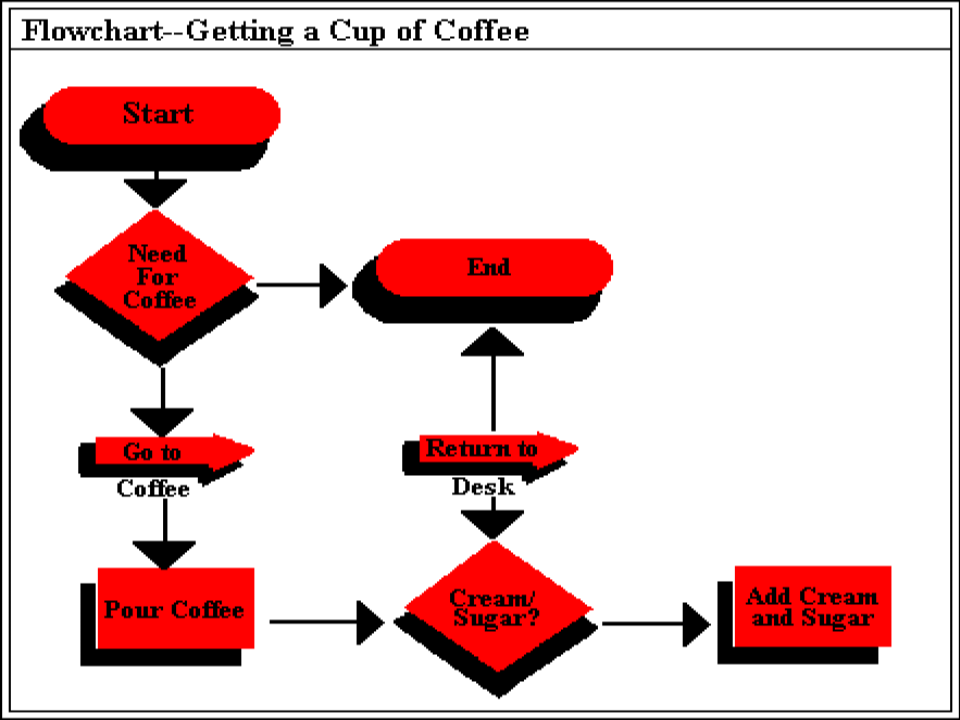 Flowchart--Getting a Cup of Coffee
Start
Need
For
Coffee
End
Go to
Coffee
Return to
Desk
Pour Coffee
Cream/
Sugar?
Add Cream
and Sugar